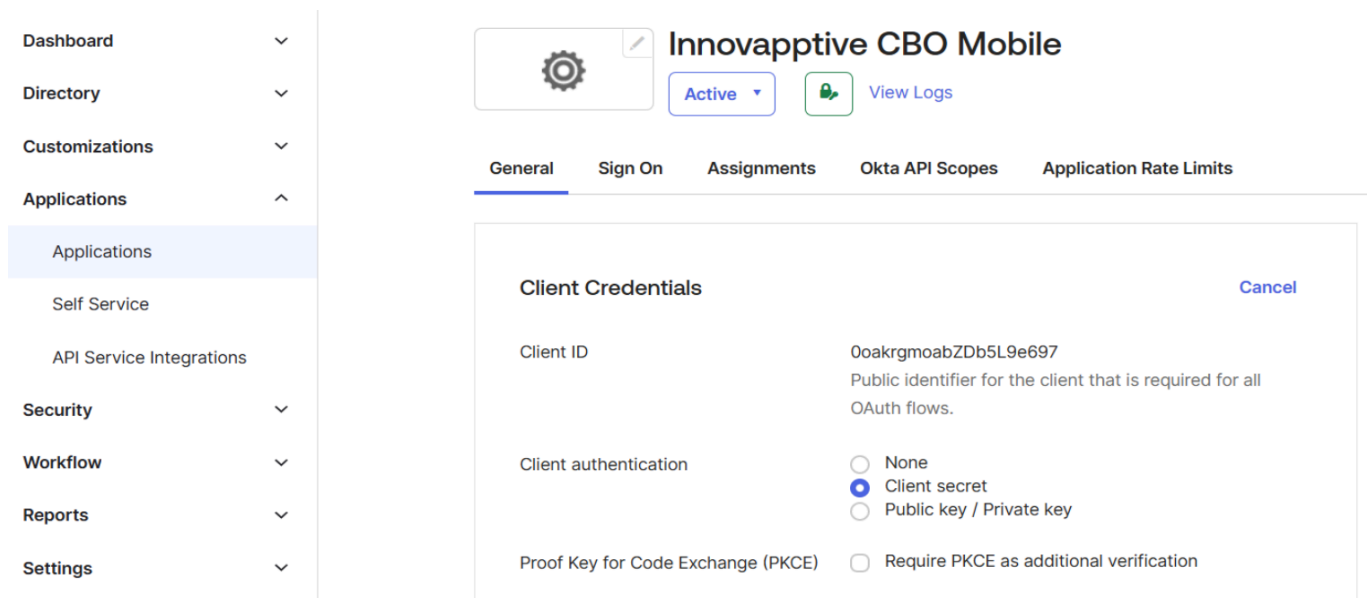 Dashboard
Directory
Customizations
Applications
Applications
Self Service
API Service Integrations
Security
Workflow
Reports
Settings
Innovapptive CBO Mobile
Active
View Logs
General Sign On Assignments Okta API Scopes Application Rate Limits
Client Credentials Cancel
Client ID 0oakrgmoabZDb5L9e697
Public identifier for the client that is required for all
OAuth flows.
Client authentication None
Client secret
Public key / Private key
Proof Key for Code Exchange (PKCE) Require PKCE as additional verification